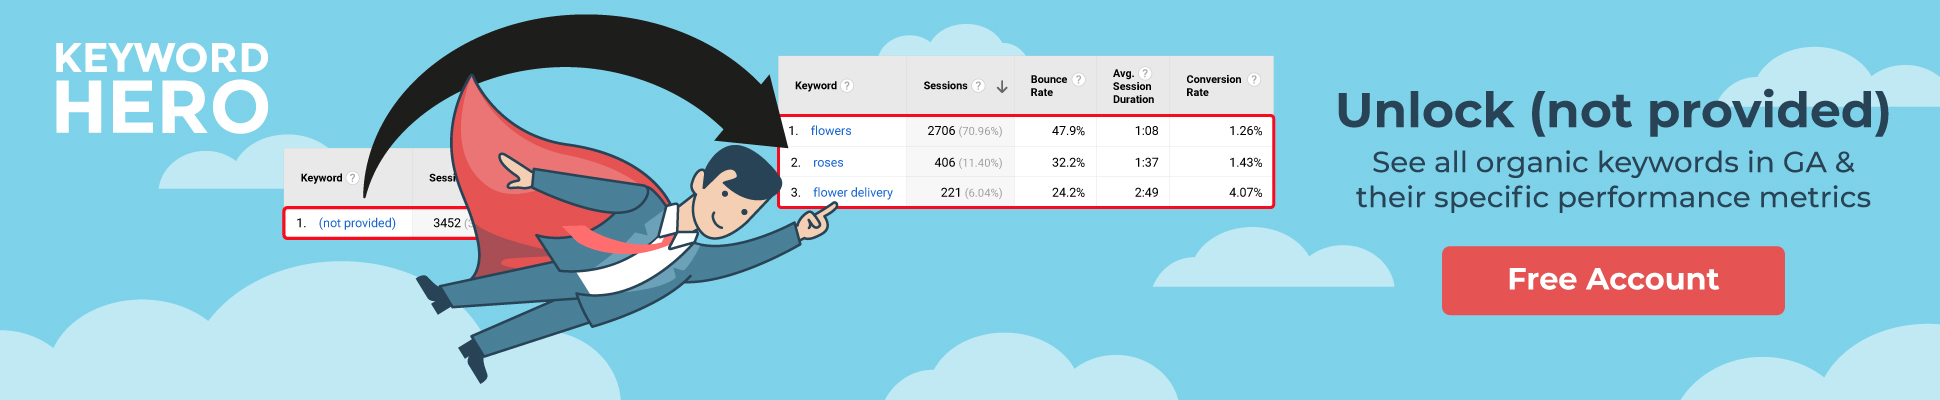 KEYWORD
HERO
Keyword ?
1. (not provided) 3452
Keyword ? Sessions ? Bounce Rate ? Avg. Session Duration ? Conversion Rate ?
1. flowers 2706 (70.96%) 47.9% 1:08 1.26%
2. roses 406 (11.40%) 32.2% 1:37 1.43%
3. flower delivery 221 (6.04%) 24.2% 2:49 4.07%
Unlock (not provided)
See all organic keywords in GA &
their specific performance metrics
Free Account